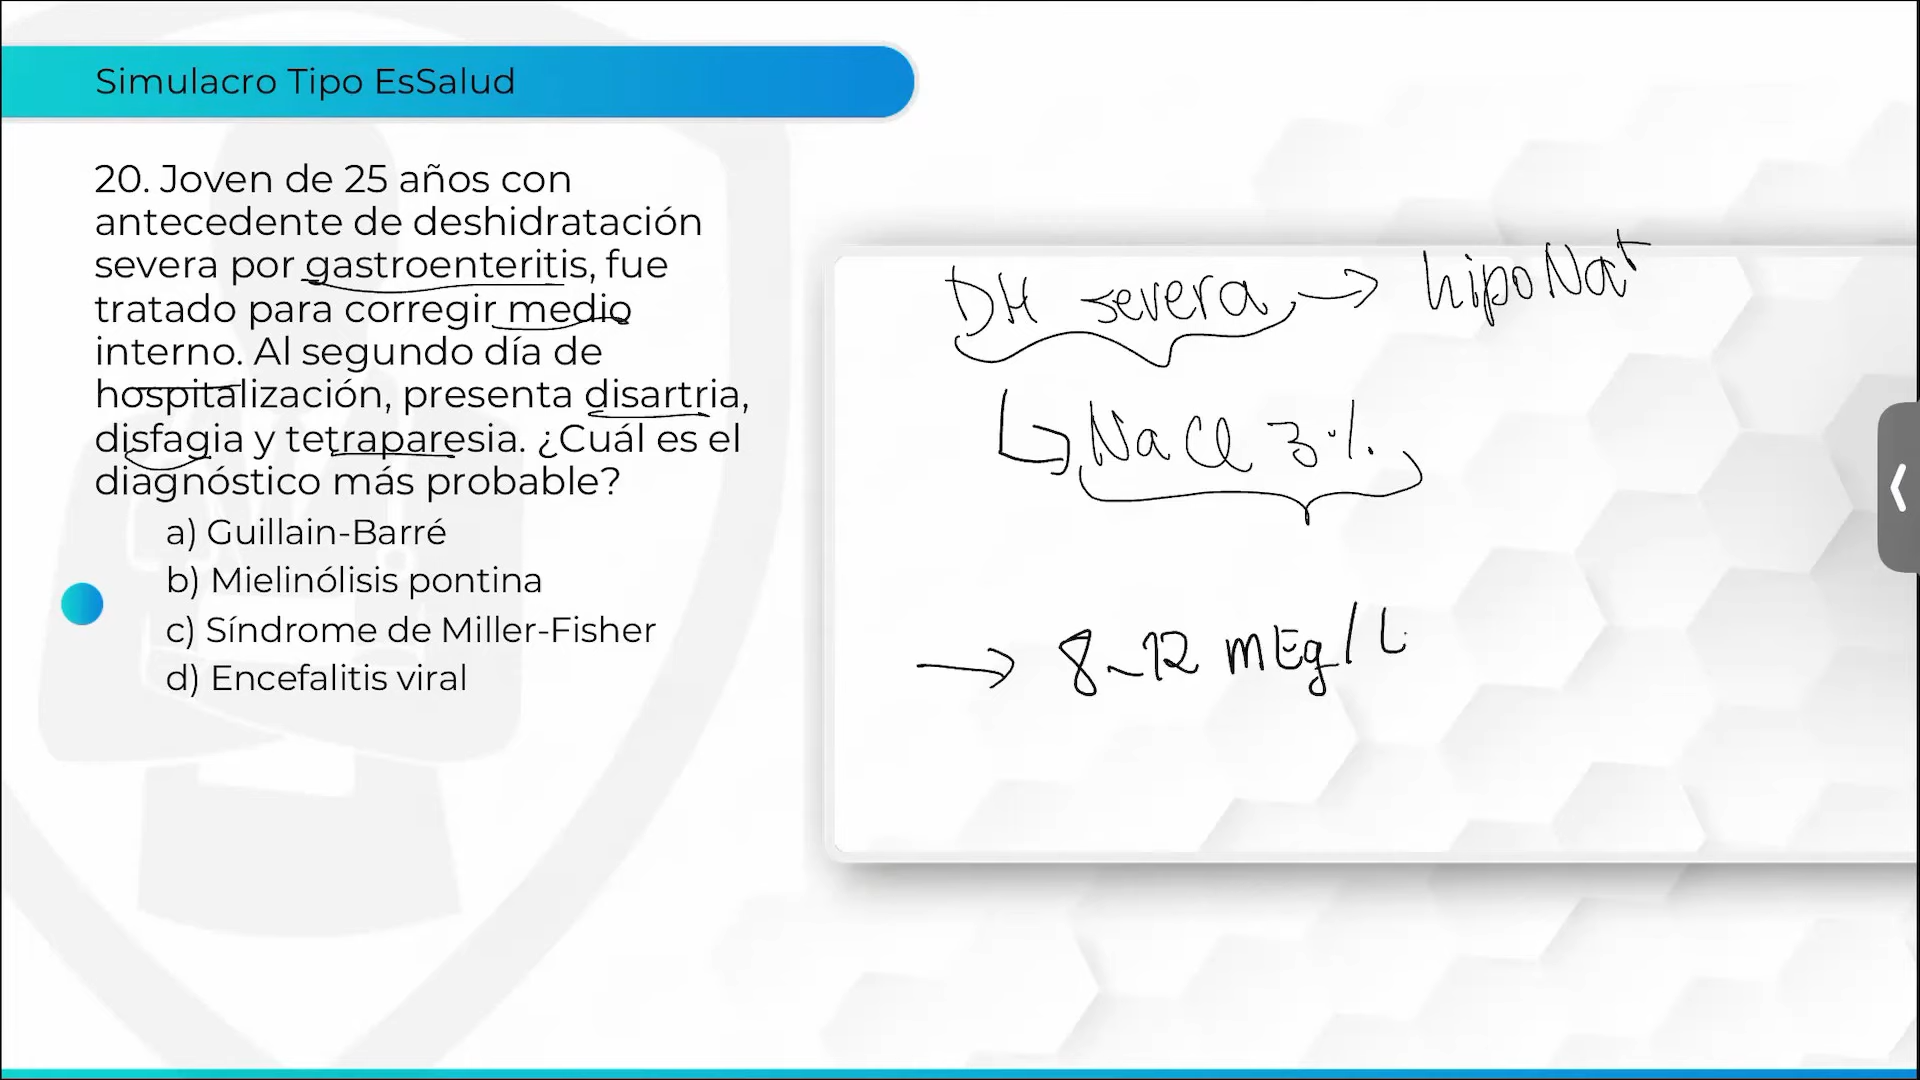 Simulacro Tipo EsSalud
20. Joven de 25 años con
antecedente de deshidratación
severa por gastroenteritis, fue
tratado para corregir medio
interno. Al segundo día de
hospitalización, presenta disartria,
disfagia y tetraparesia. ¿Cuál es el
diagnóstico más probable?
a) Guillain-Barré
b) Mielinólisis pontina
c) Síndrome de Miller-Fisher
d) Encefalitis viral
DH severa → hipoNa+
NaCl 3%
→ 8-12 mEq/L